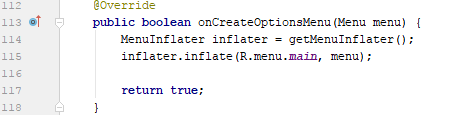 112 @Override
113 public boolean onCreateOptionsMenu(Menu menu) {
114 MenuInflater inflater = getMenuInflater();
115 inflater.inflate(R.menu.main, menu);
116
117 return true;
118 }